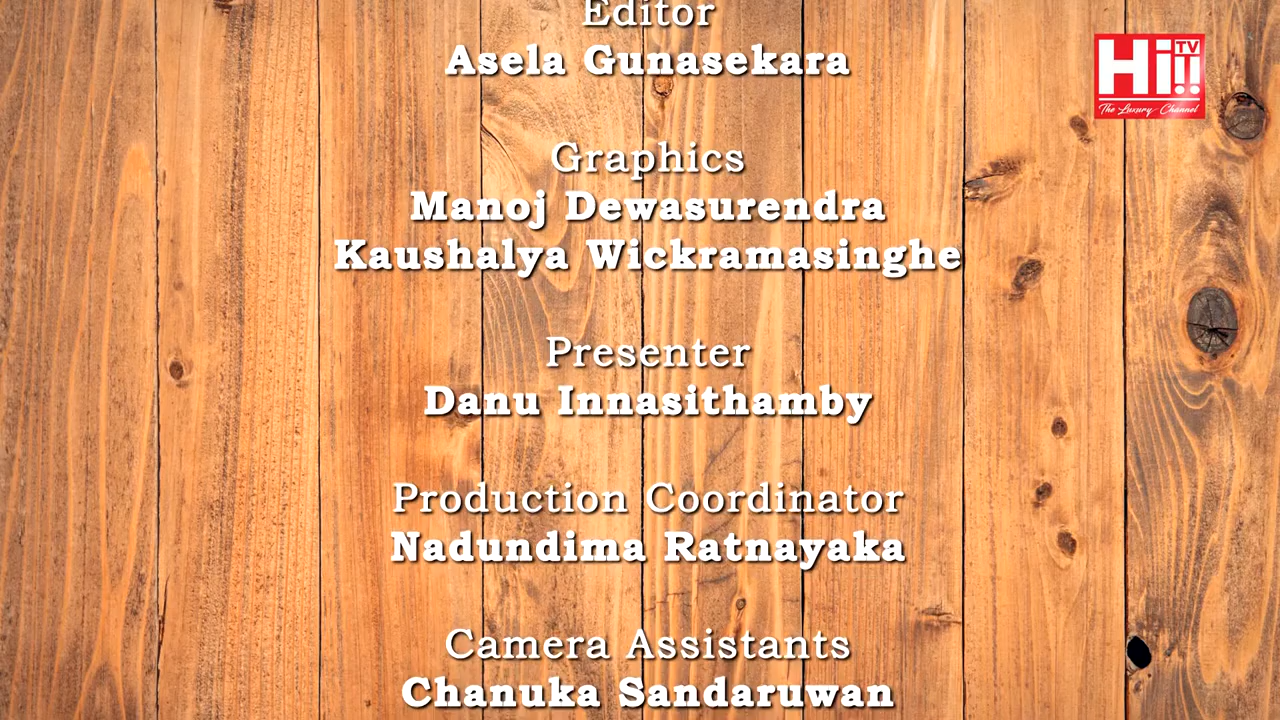 Editor
Asela Gunasekara
Graphics
Manoj Dewasurendra
Kaushalya Wickramasinghe
Presenter
Danu Innasithamby
Production Coordinator
Nadundima Ratnayaka
Camera Assistants
Chanuka Sandaruwan
Hi!! TV
The Luxury Channel